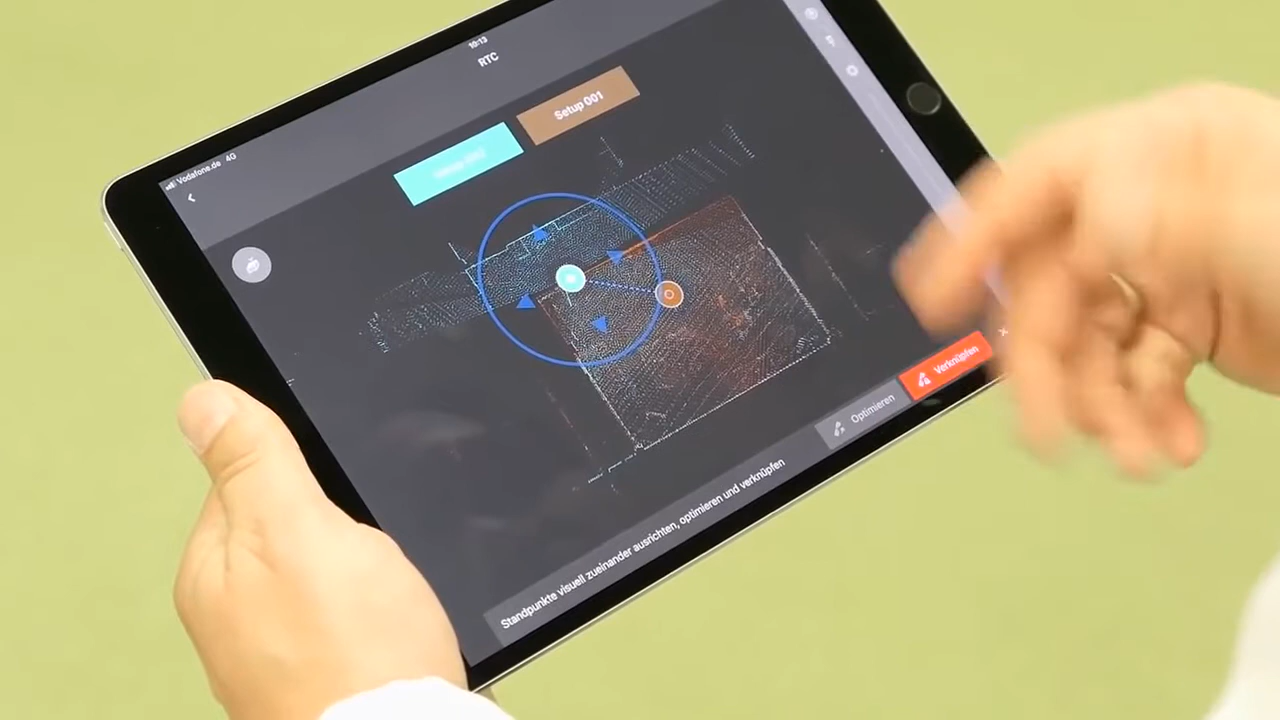 Vodafone.de 4G
10:13
RTC
Setup 001
Verknüpfen
Optimieren
Standpunkte visuell zueinander ausrichten, optimieren und verknüpfen